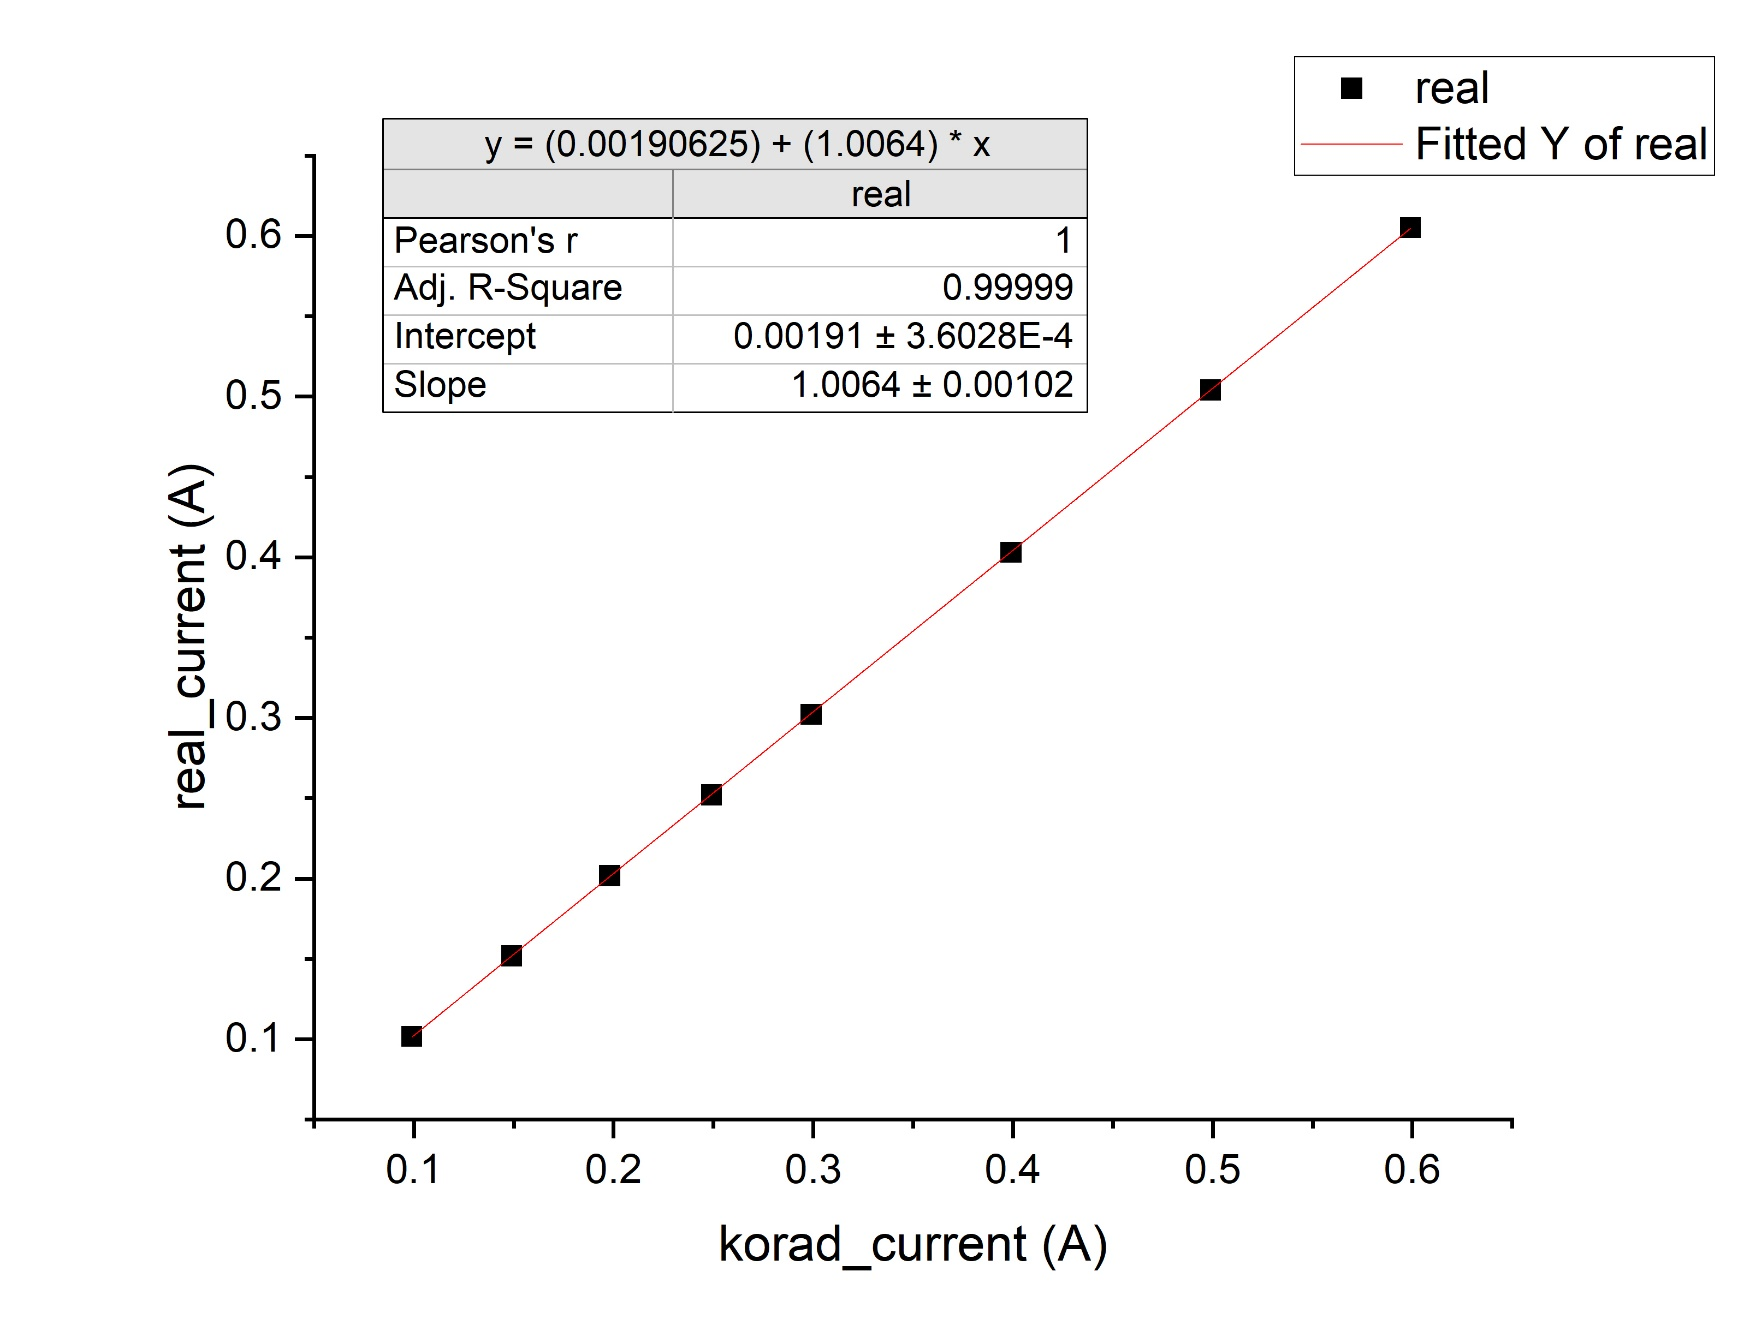 real
Fitted Y of real
y = (0.00190625) + (1.0064) * x
real
Pearson's r 1
Adj. R-Square 0.99999
Intercept 0.00191 ± 3.6028E-4
Slope 1.0064 ± 0.00102
0.6
0.5
0.4
0.3
0.2
0.1
real_current (A)
0.1 0.2 0.3 0.4 0.5 0.6
korad_current (A)